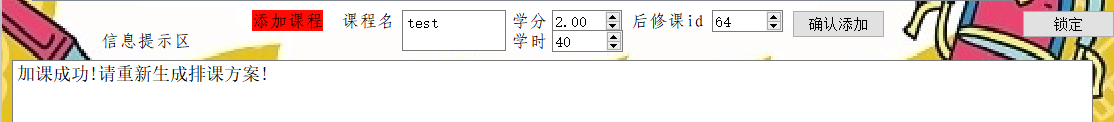 添加课程 课程名 test 学分 2.00 后修课id 64 确认添加 锁定
信息提示区 学时 40
加课成功!请重新生成排课方案!